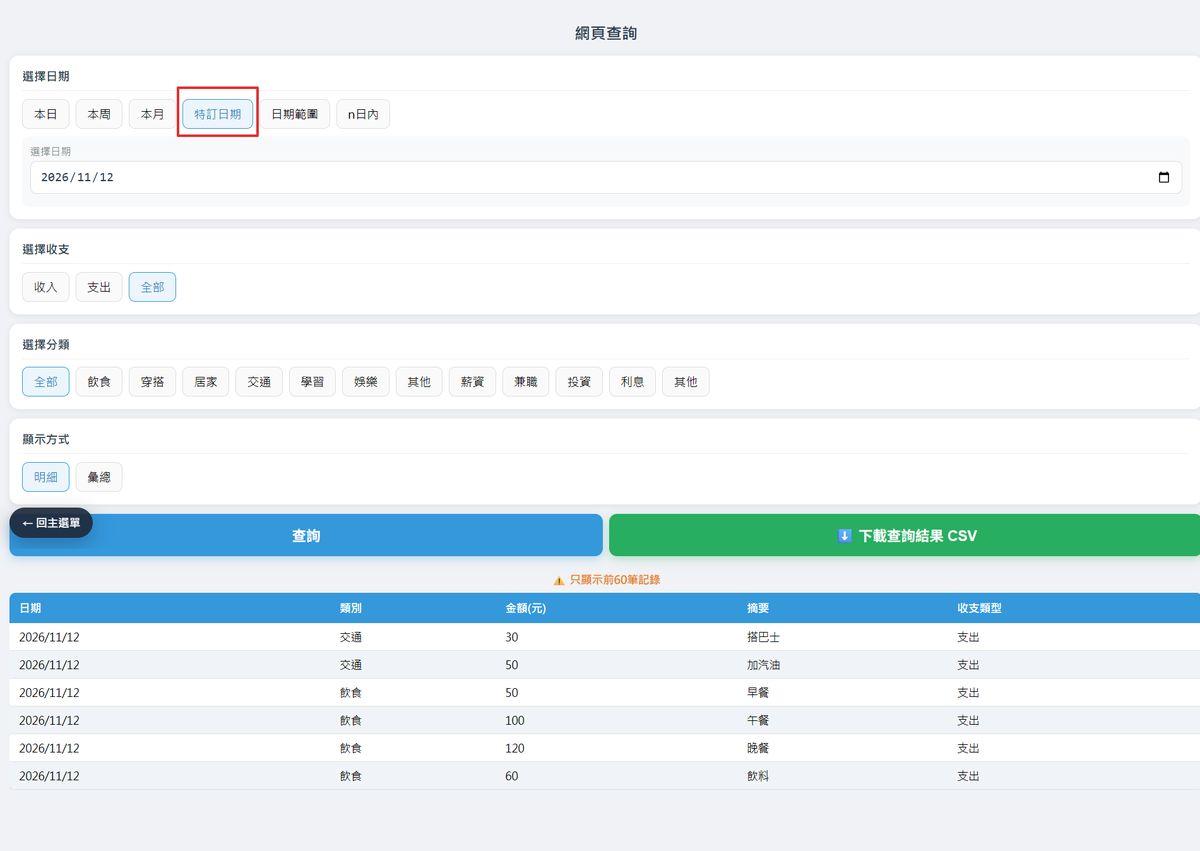 網頁查詢
選擇日期
本日 本周 本月 特訂日期 日期範圍 n日內
選擇日期
2026/11/12
選擇收支
收入 支出 全部
選擇分類
全部 飲食 穿搭 居家 交通 學習 娛樂 其他 薪資 兼職 投資 利息 其他
顯示方式
明細 彙總
←回主選單 查詢 ⬇️ 下載查詢結果 CSV
⚠️ 只顯示前60筆記錄
日期 類別 金額(元) 摘要 收支類型
2026/11/12 交通 30 搭巴士 支出
2026/11/12 交通 50 加汽油 支出
2026/11/12 飲食 50 早餐 支出
2026/11/12 飲食 100 午餐 支出
2026/11/12 飲食 120 晚餐 支出
2026/11/12 飲食 60 飲料 支出